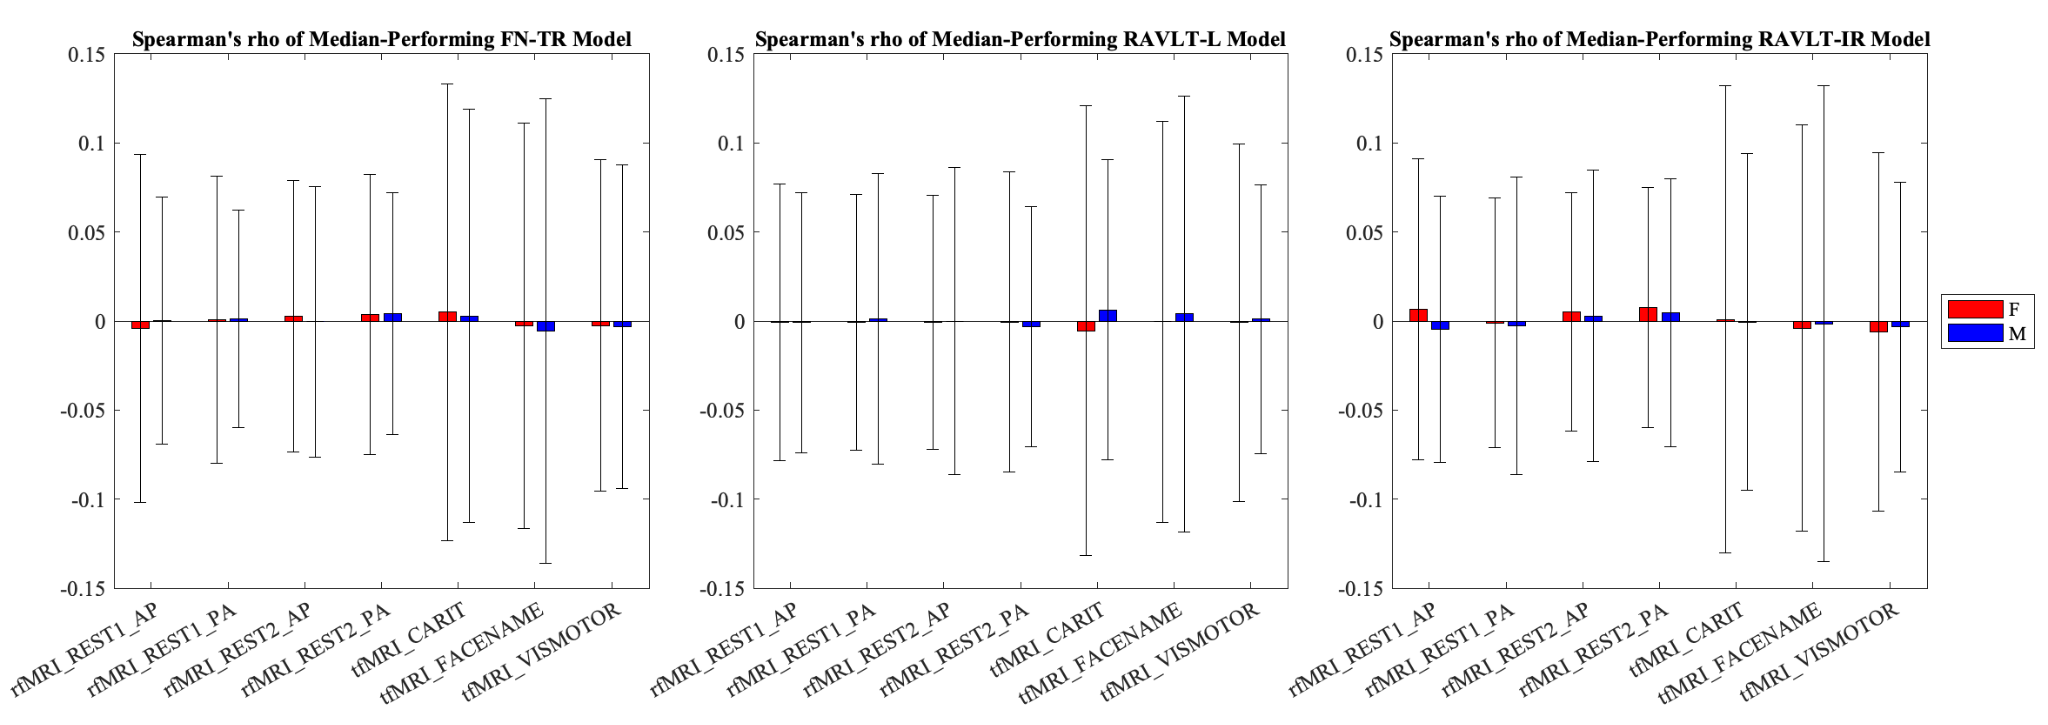 Spearman's rho of Median-Performing FN-TR Model
0.15
0.1
0.05
0
-0.05
-0.1
-0.15
rfMRI_REST1_AP
rfMRI_REST1_PA
rfMRI_REST2_AP
rfMRI_REST2_PA
tfMRI_CARIT
tfMRI_FACENAME
tfMRI_VISMOTOR
Spearman's rho of Median-Performing RAVLT-L Model
0.15
0.1
0.05
0
-0.05
-0.1
-0.15
rfMRI_REST1_AP
rfMRI_REST1_PA
rfMRI_REST2_AP
rfMRI_REST2_PA
tfMRI_CARIT
tfMRI_FACENAME
tfMRI_VISMOTOR
Spearman's rho of Median-Performing RAVLT-IR Model
0.15
0.1
0.05
0
-0.05
-0.1
-0.15
rfMRI_REST1_AP
rfMRI_REST1_PA
rfMRI_REST2_AP
rfMRI_REST2_PA
tfMRI_CARIT
tfMRI_FACENAME
tfMRI_VISMOTOR
F
M